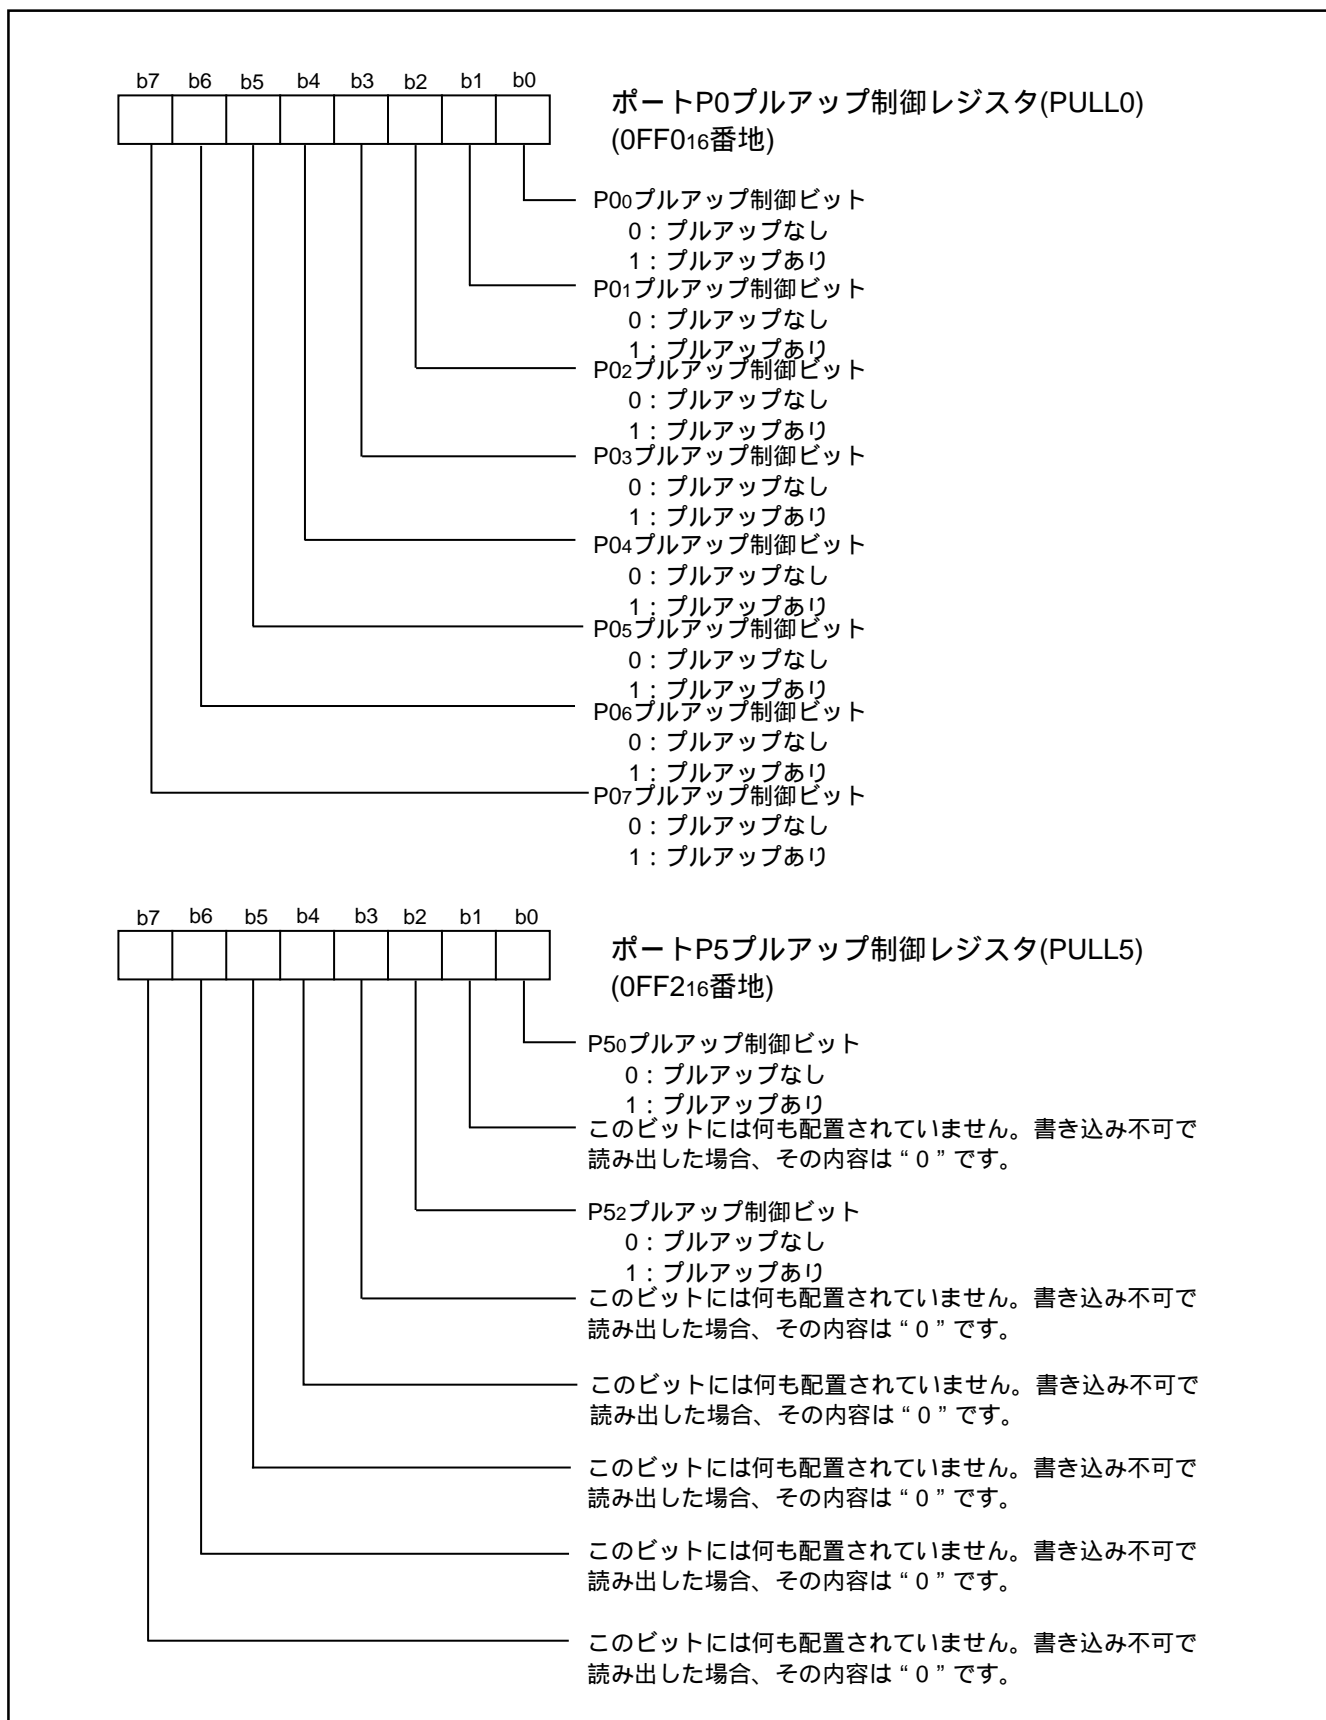 b7 b6 b5 b4 b3 b2 b1 b0
ポートP0プルアップ制御レジスタ(PULL0)
(0FF016番地)
P00プルアップ制御ビット
0：プルアップなし
1：プルアップあり
P01プルアップ制御ビット
0：プルアップなし
1：プルアップあり
P02プルアップ制御ビット
0：プルアップなし
1：プルアップあり
P03プルアップ制御ビット
0：プルアップなし
1：プルアップあり
P04プルアップ制御ビット
0：プルアップなし
1：プルアップあり
P05プルアップ制御ビット
0：プルアップなし
1：プルアップあり
P06プルアップ制御ビット
0：プルアップなし
1：プルアップあり
P07プルアップ制御ビット
0：プルアップなし
1：プルアップあり
b7 b6 b5 b4 b3 b2 b1 b0
ポートP5プルアップ制御レジスタ(PULL5)
(0FF216番地)
P50プルアップ制御ビット
0：プルアップなし
1：プルアップあり
このビットには何も配置されていません。書き込み不可で
読み出した場合、その内容は“0”です。
P52プルアップ制御ビット
0：プルアップなし
1：プルアップあり
このビットには何も配置されていません。書き込み不可で
読み出した場合、その内容は“0”です。
このビットには何も配置されていません。書き込み不可で
読み出した場合、その内容は“0”です。
このビットには何も配置されていません。書き込み不可で
読み出した場合、その内容は“0”です。
このビットには何も配置されていません。書き込み不可で
読み出した場合、その内容は“0”です。
このビットには何も配置されていません。書き込み不可で
読み出した場合、その内容は“0”です。